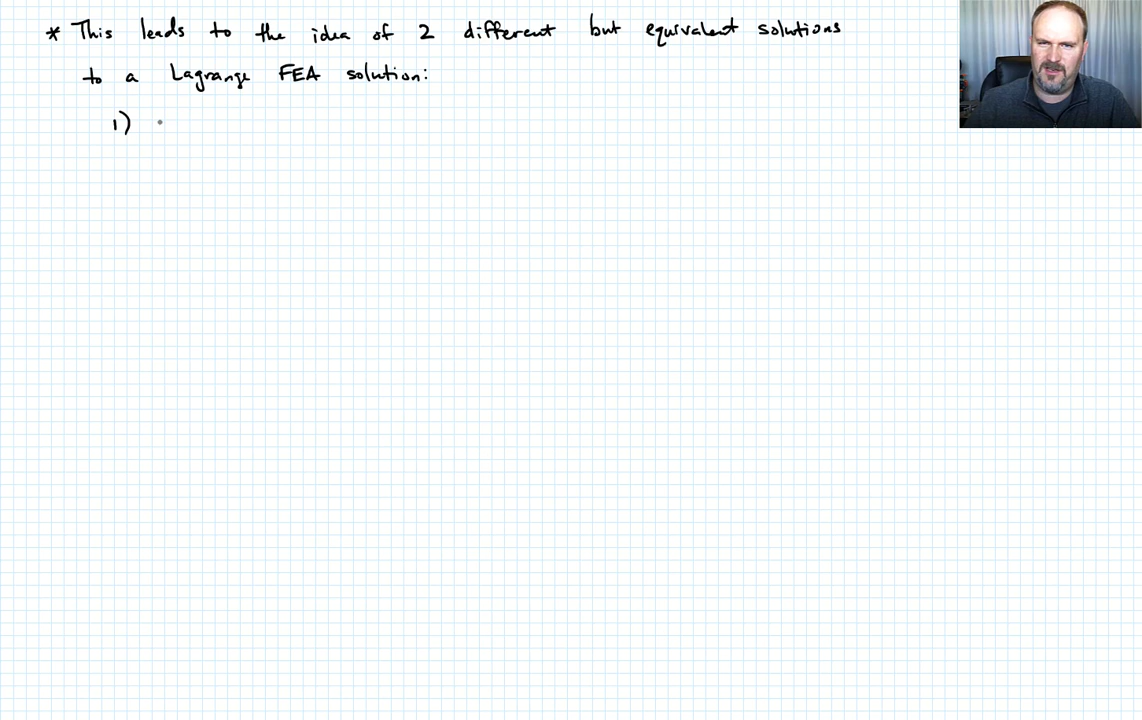 * This leads to the idea of 2 different but equivalent solutions
to a Lagrange FEA solution:
1)